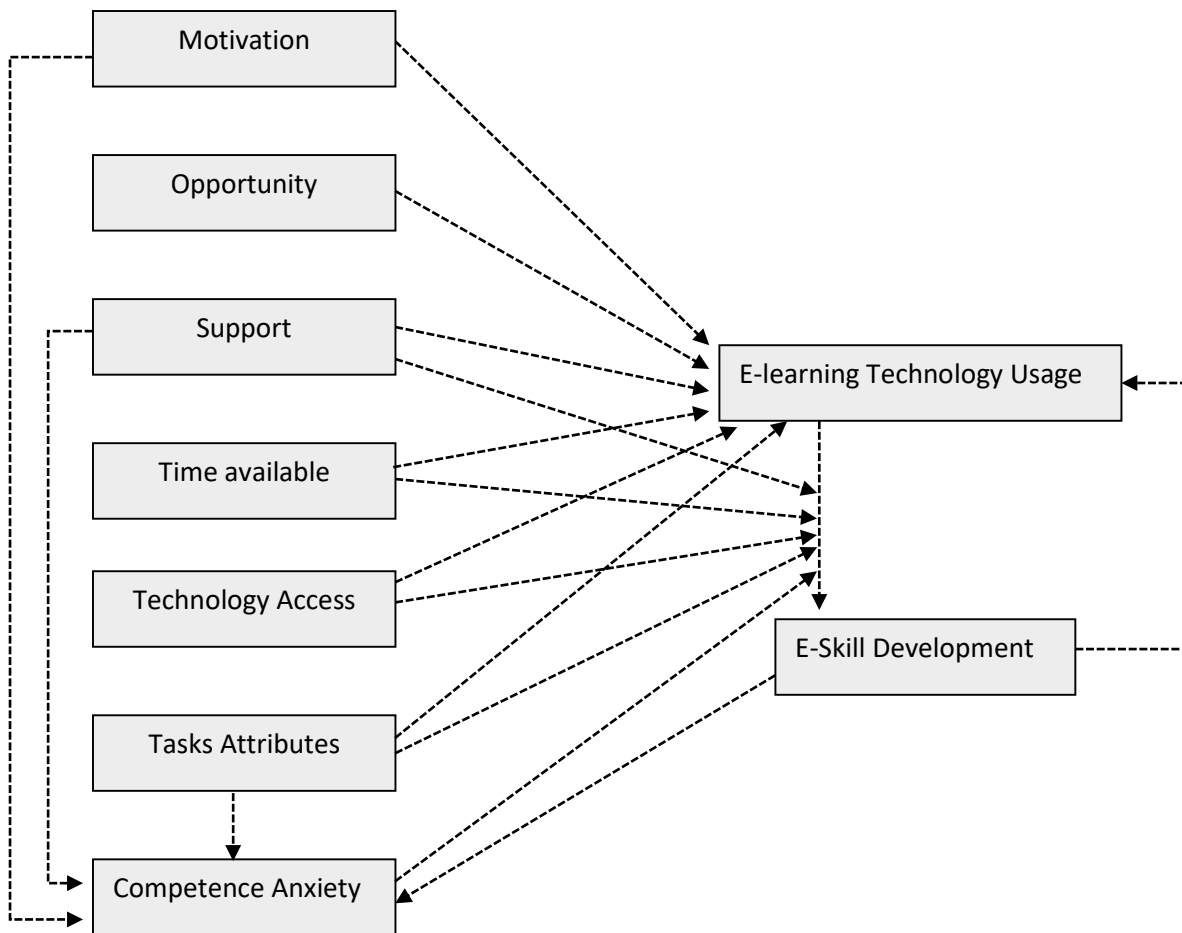 Motivation
Opportunity
Support
E-learning Technology Usage
Time available
Technology Access
E-Skill Development
Tasks Attributes
Competence Anxiety